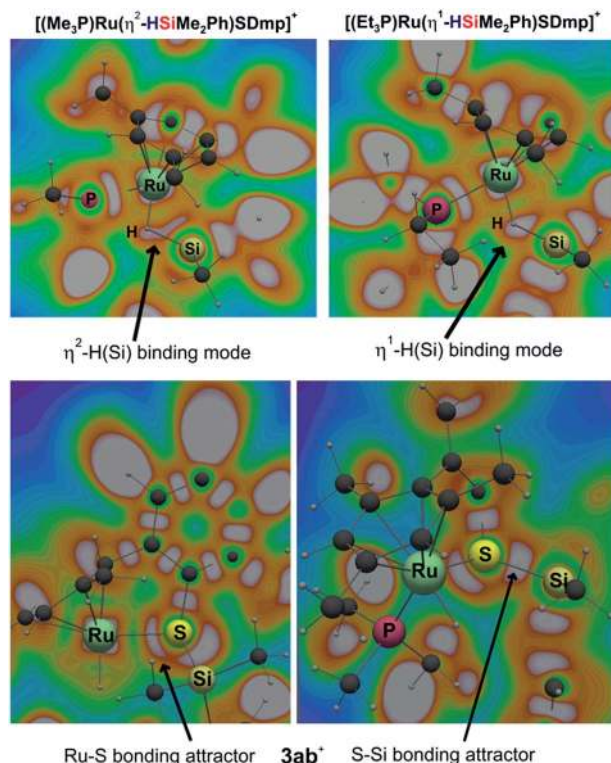 [(Me₃P)Ru(η²-HSiMe₂Ph)SDmp]⁺ [(Et₃P)Ru(η¹-HSiMe₂Ph)SDmp]⁺
Ru Ru
P P
H H
Si Si
η²-H(Si) binding mode η¹-H(Si) binding mode
Ru S Si
Ru S Si
P
Ru-S bonding attractor 3ab⁺ S-Si bonding attractor